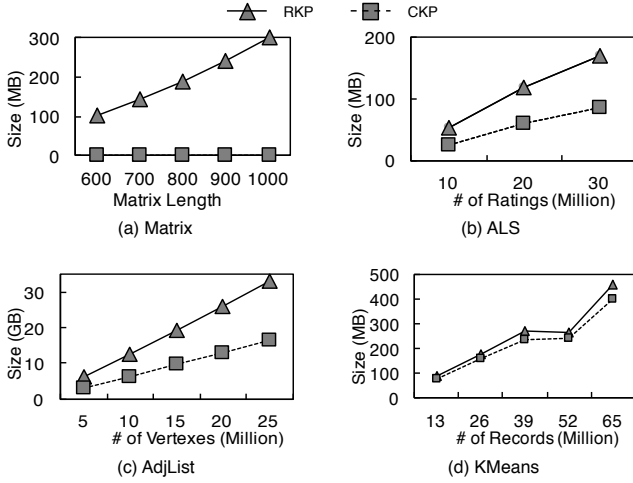 RKP CKP
Size (MB)
300
200
100
0
600 700 800 900 1000
Matrix Length
(a) Matrix
Size (MB)
200
100
0
10 20 30
# of Ratings (Million)
(b) ALS
Size (GB)
30
20
10
0
5 10 15 20 25
# of Vertexes (Million)
(c) AdjList
Size (MB)
500
400
300
200
100
0
13 26 39 52 65
# of Records (Million)
(d) KMeans